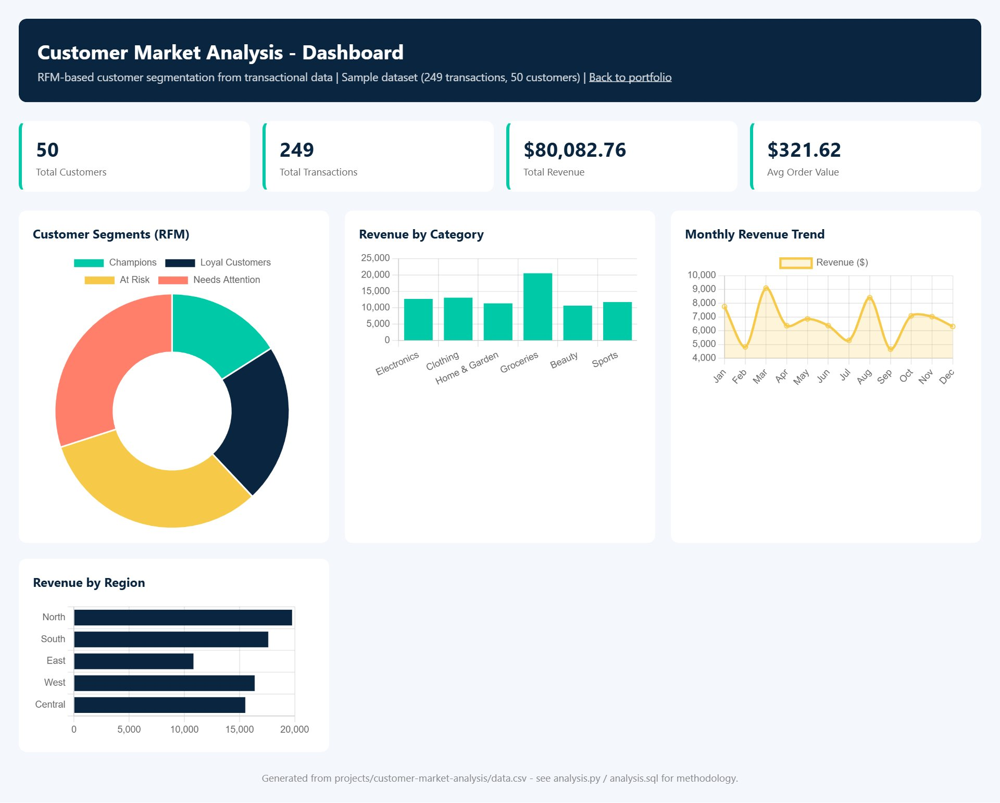 Customer Market Analysis - Dashboard
RFM-based customer segmentation from transactional data | Sample dataset (249 transactions, 50 customers) | Back to portfolio
50
Total Customers
249
Total Transactions
$80,082.76
Total Revenue
$321.62
Avg Order Value
Customer Segments (RFM)
Champions Loyal Customers
At Risk Needs Attention
Revenue by Category
25,000
20,000
15,000
10,000
5,000
0
Electronics Clothing Home & Garden Groceries Beauty Sports
Monthly Revenue Trend
Revenue ($)
10,000
9,000
8,000
7,000
6,000
5,000
4,000
Jan Feb Mar Apr May Jun Jul Aug Sep Oct Nov Dec
Revenue by Region
North
South
East
West
Central
0 5,000 10,000 15,000 20,000
Generated from projects/customer-market-analysis/data.csv - see analysis.py / analysis.sql for methodology.